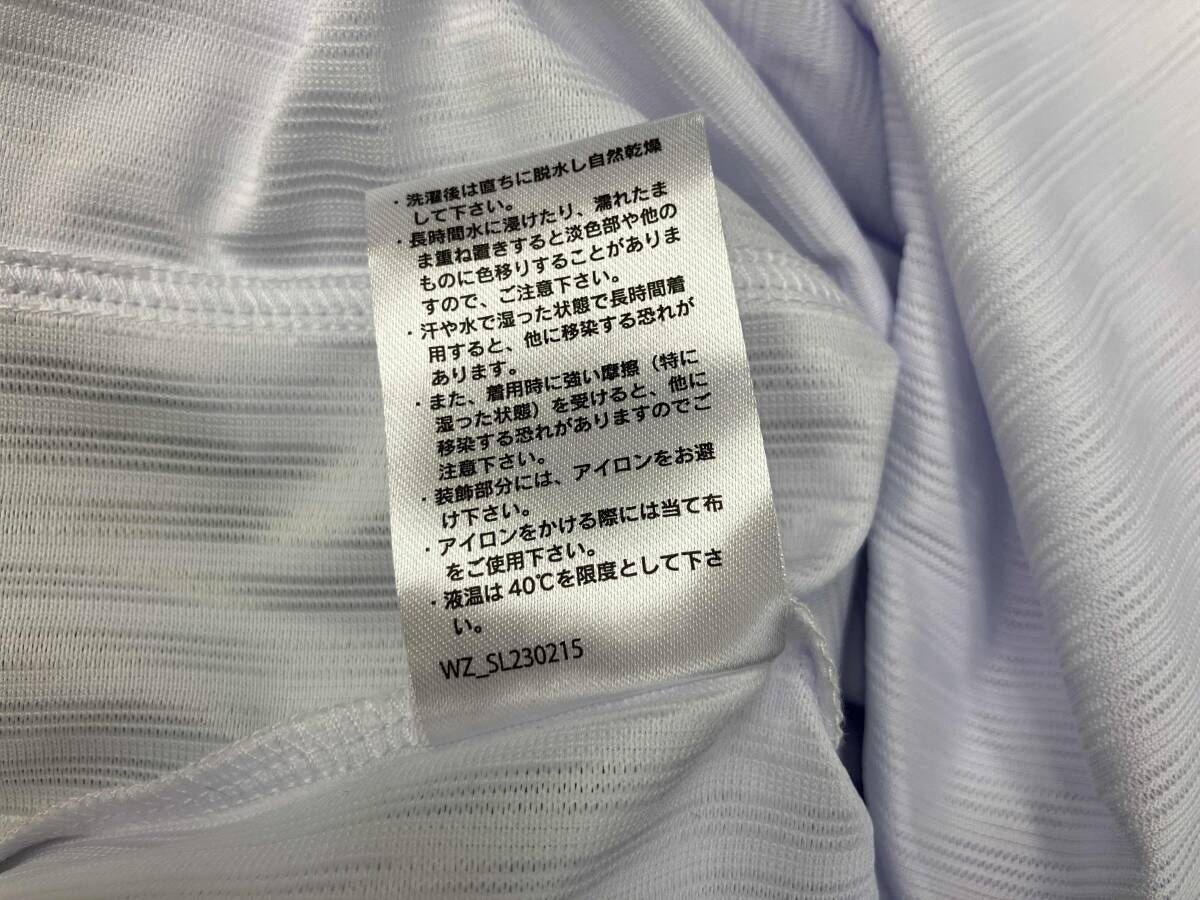 ・洗濯後は直ちに脱水し自然乾燥
して下さい。
・長時間水に浸けたり、濡れたま
ま重ね置きすると淡色部や他の
ものに色移りすることがありま
すので、ご注意下さい。
・汗や水で湿った状態で長時間着
用すると、他に移染する恐れが
あります。
・また、着用時に強い摩擦（特に
湿った状態）を受けると、他に
移染する恐れがありますのでご
注意下さい。
・装飾部分には、アイロンをお避
け下さい。
・アイロンをかける際には当て布
をご使用下さい。
・液温は40℃を限度として下さ
い。
WZ_SL230215